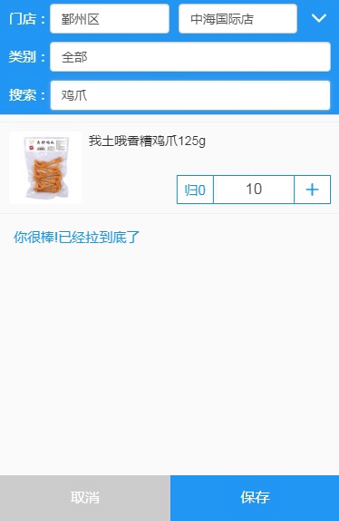 门店： 鄞州区 中海国际店
类别： 全部
搜索： 鸡爪
我土哦香糟鸡爪125g
归0 10 +
你很棒!已经拉到底了
取消 保存